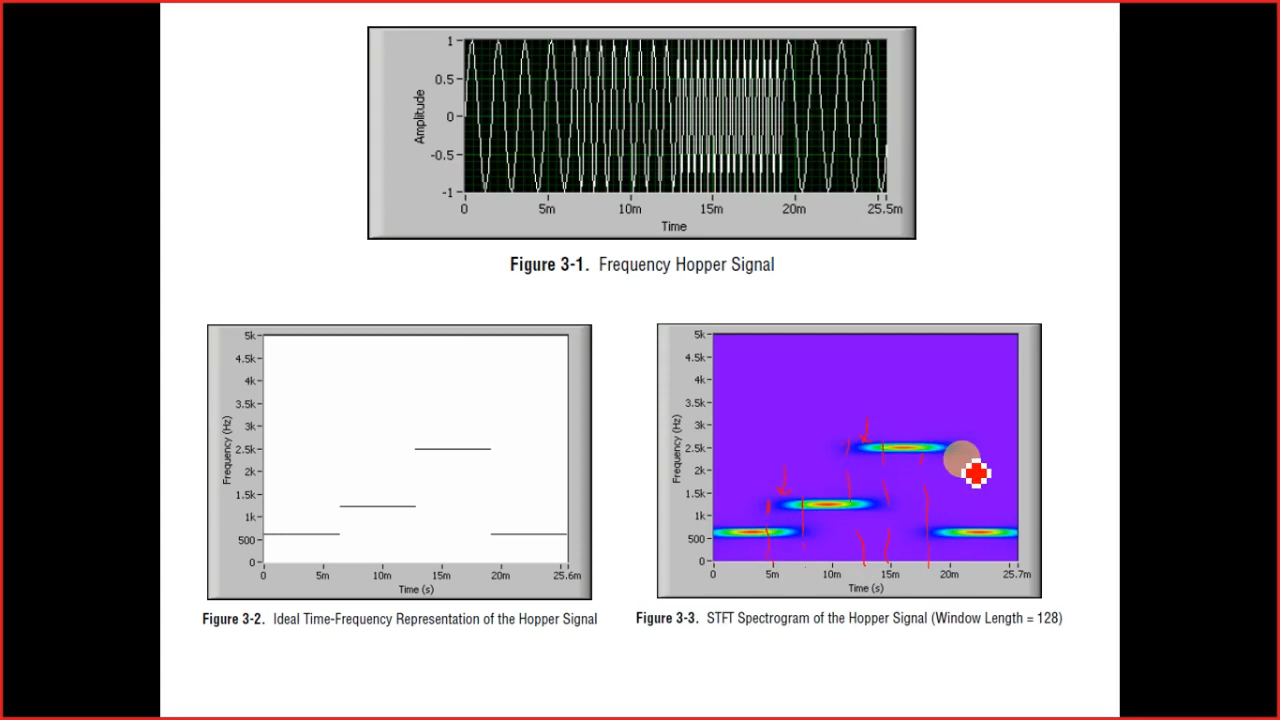 1
0.5
0
-0.5
-1
Amplitude
0 5m 10m 15m 20m 25.5m
Time
Figure 3-1. Frequency Hopper Signal
5k
4.5k
4k
3.5k
3k
2.5k
2k
1.5k
1k
500
0
Frequency (Hz)
0 5m 10m 15m 20m 25.6m
Time (s)
Figure 3-2. Ideal Time-Frequency Representation of the Hopper Signal
5k
4.5k
4k
3.5k
3k
2.5k
2k
1.5k
1k
500
0
Frequency (Hz)
0 5m 10m 15m 20m 25.7m
Time (s)
Figure 3-3. STFT Spectrogram of the Hopper Signal (Window Length = 128)